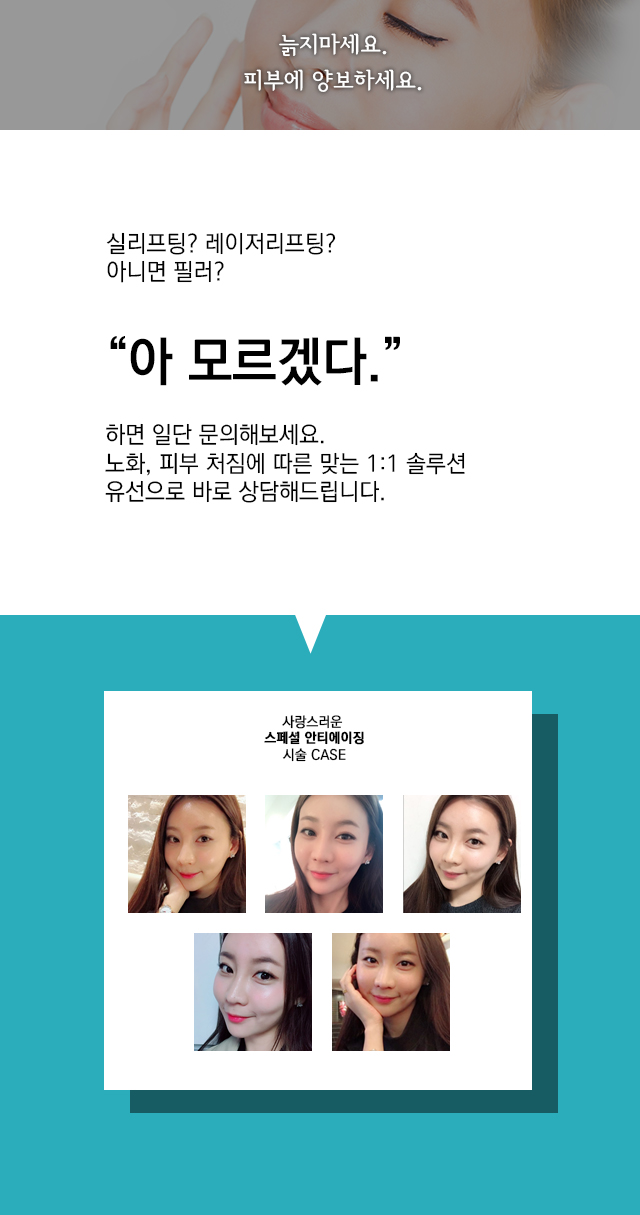 늙지마세요.
피부에 양보하세요.
실리프팅? 레이저리프팅?
아니면 필러?
“아 모르겠다.”
하면 일단 문의해보세요.
노화, 피부 처짐에 따른 맞는 1:1 솔루션
유선으로 바로 상담해드립니다.
사랑스러운
스페셜 안티에이징
시술 CASE